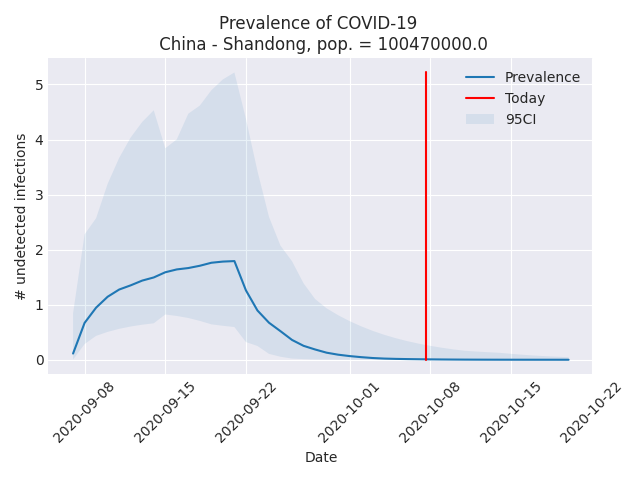 Prevalence of COVID-19
China - Shandong, pop. = 100470000.0
Prevalence
Today
95CI
# undetected infections
5
4
3
2
1
0
2020-09-08
2020-09-15
2020-09-22
2020-10-01
2020-10-08
2020-10-15
2020-10-22
Date